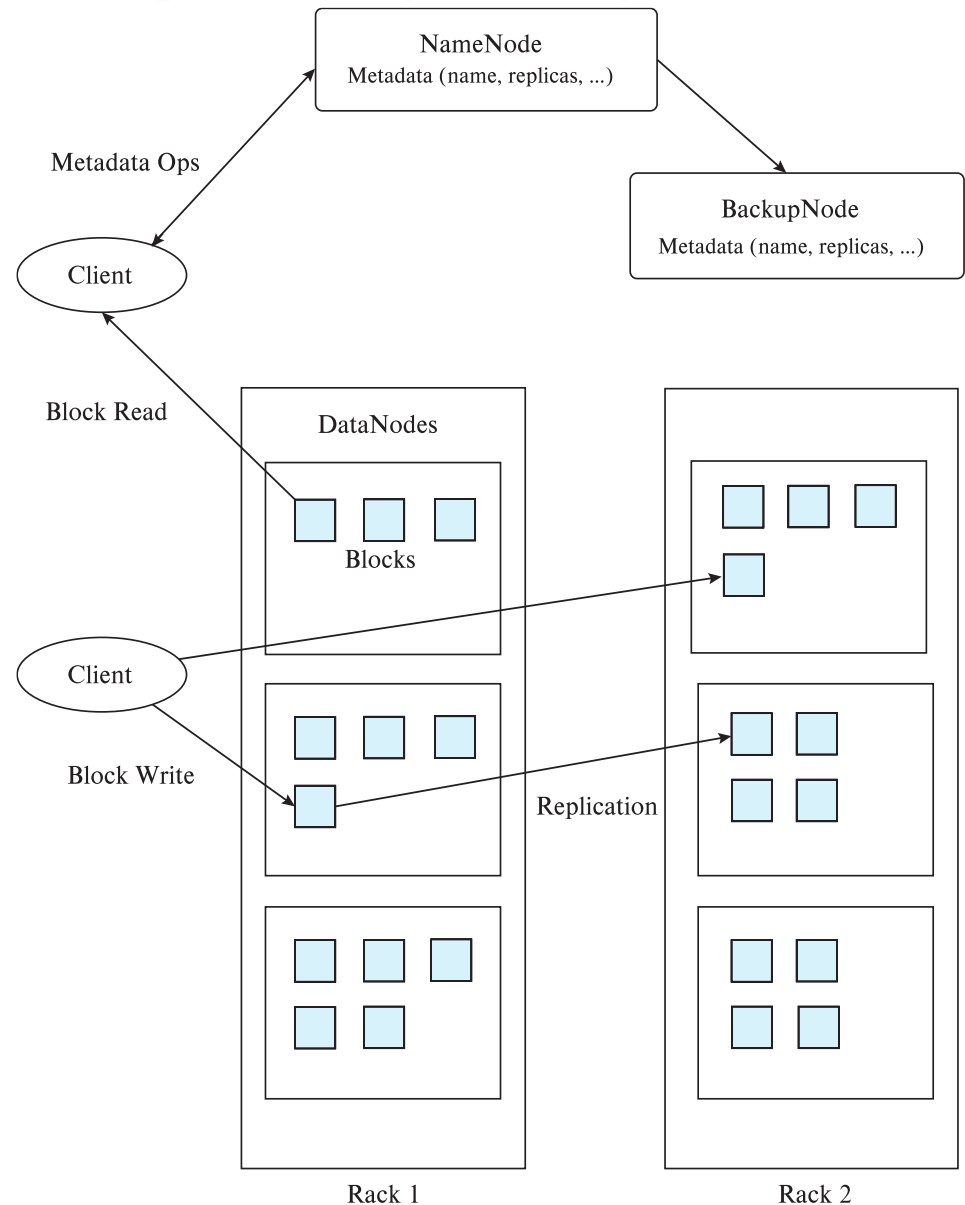 NameNode
Metadata (name, replicas, ...)
Metadata Ops
BackupNode
Metadata (name, replicas, ...)
Client
Block Read
DataNodes
Blocks
Client
Block Write
Replication
Rack 1
Rack 2